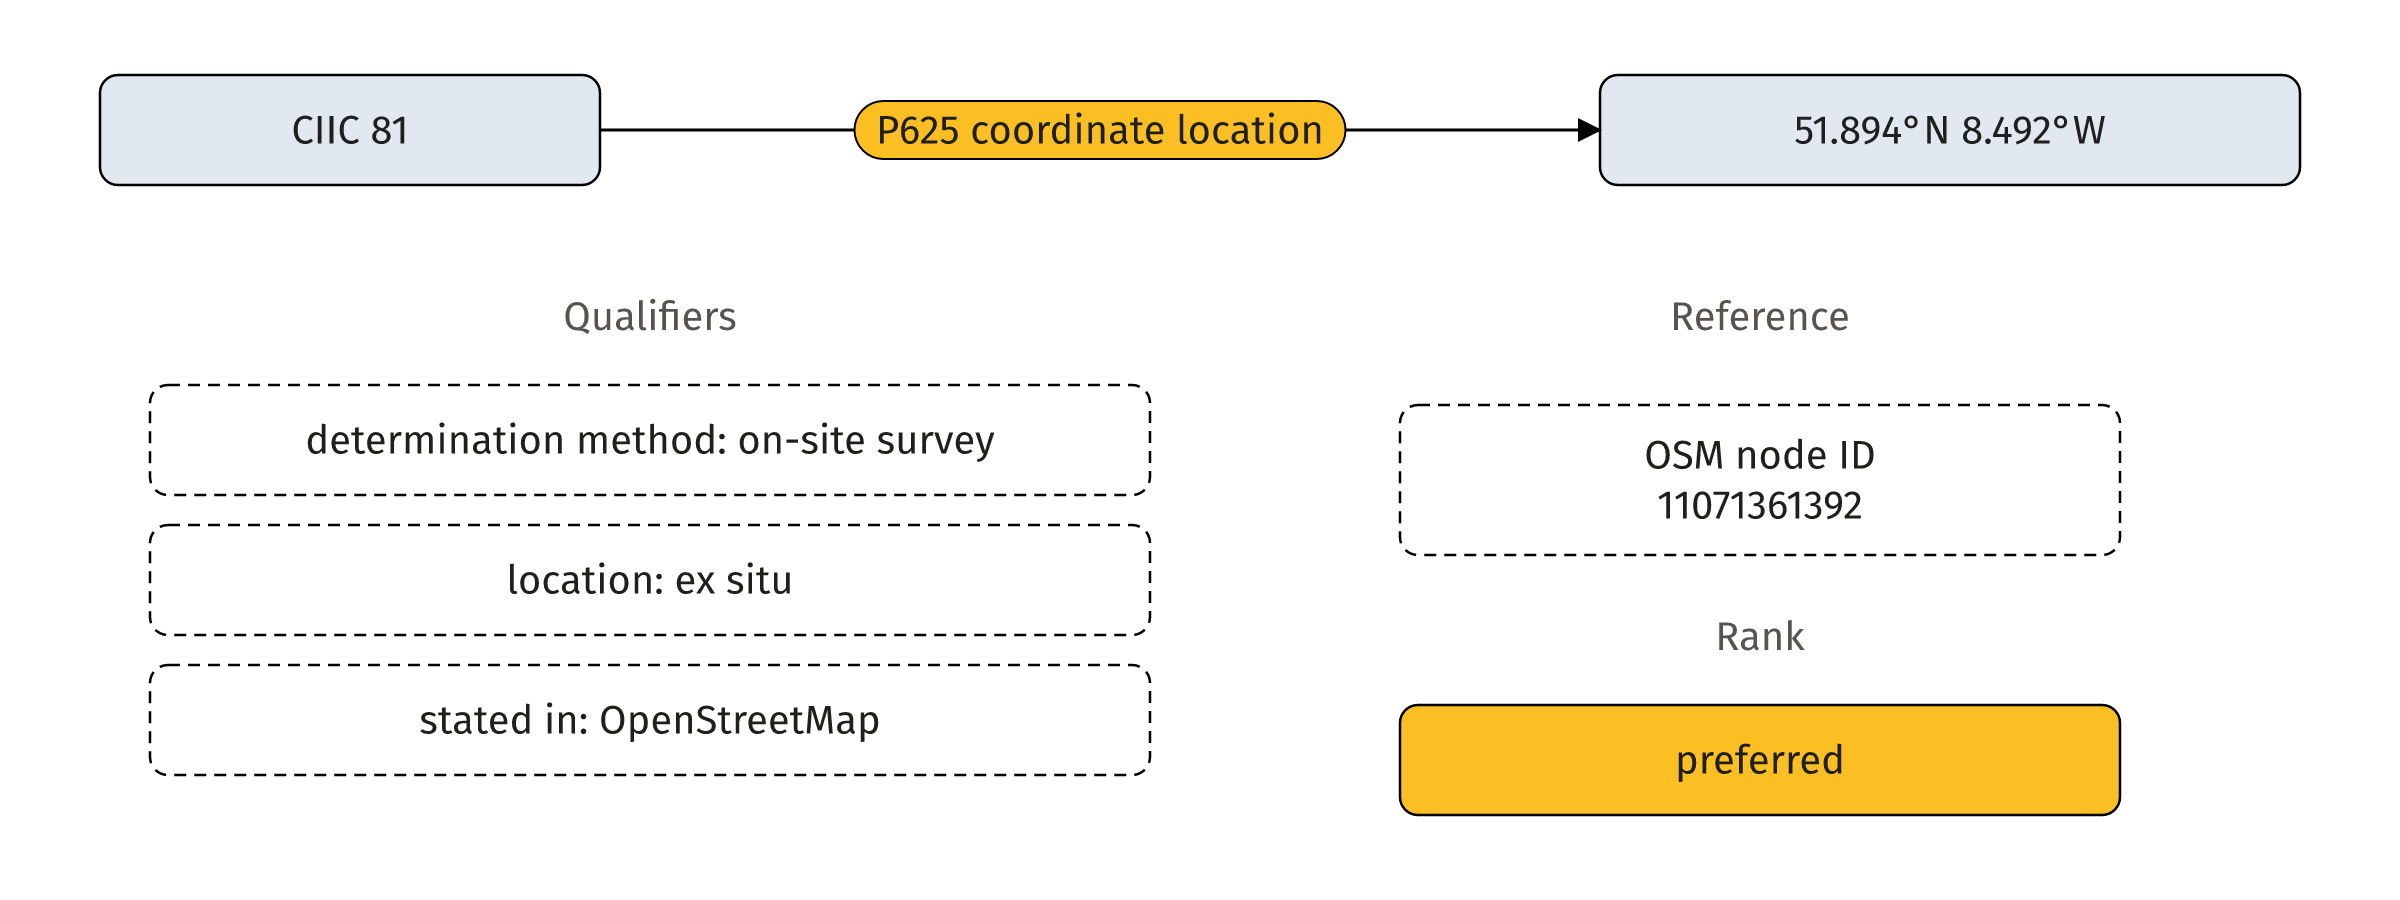 CIIC 81
P625 coordinate location
51.894°N 8.492°W
Qualifiers
determination method: on-site survey
location: ex situ
stated in: OpenStreetMap
Reference
OSM node ID
11071361392
Rank
preferred